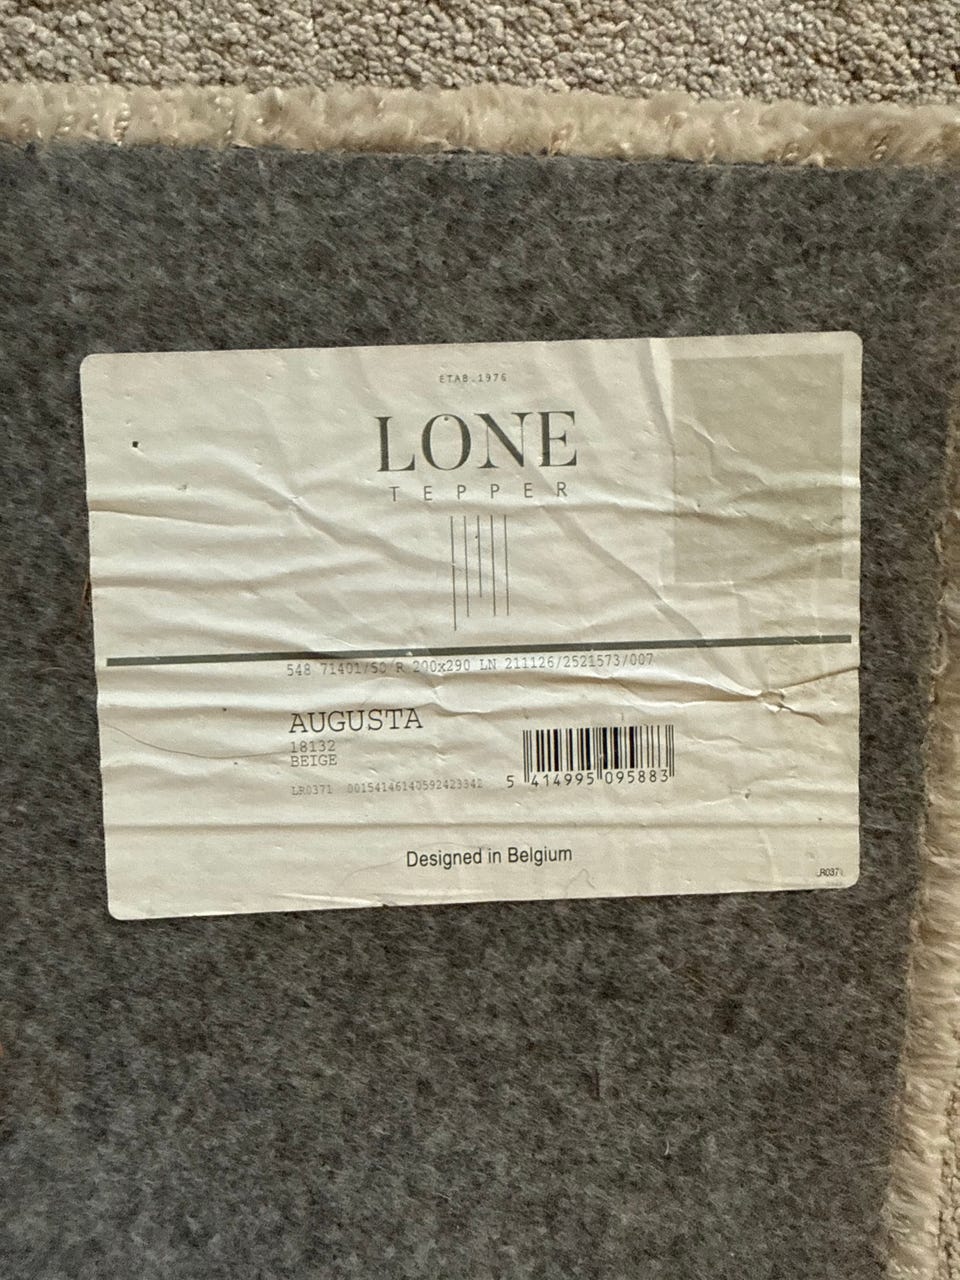 ETAB.1976
LONE
TEPPER
548 71401/50 R 200x290 LN 211126/2521573/007
AUGUSTA
18132
BEIGE
LR0371 00154146140592423342
5 414995 095883
Designed in Belgium
LR0371